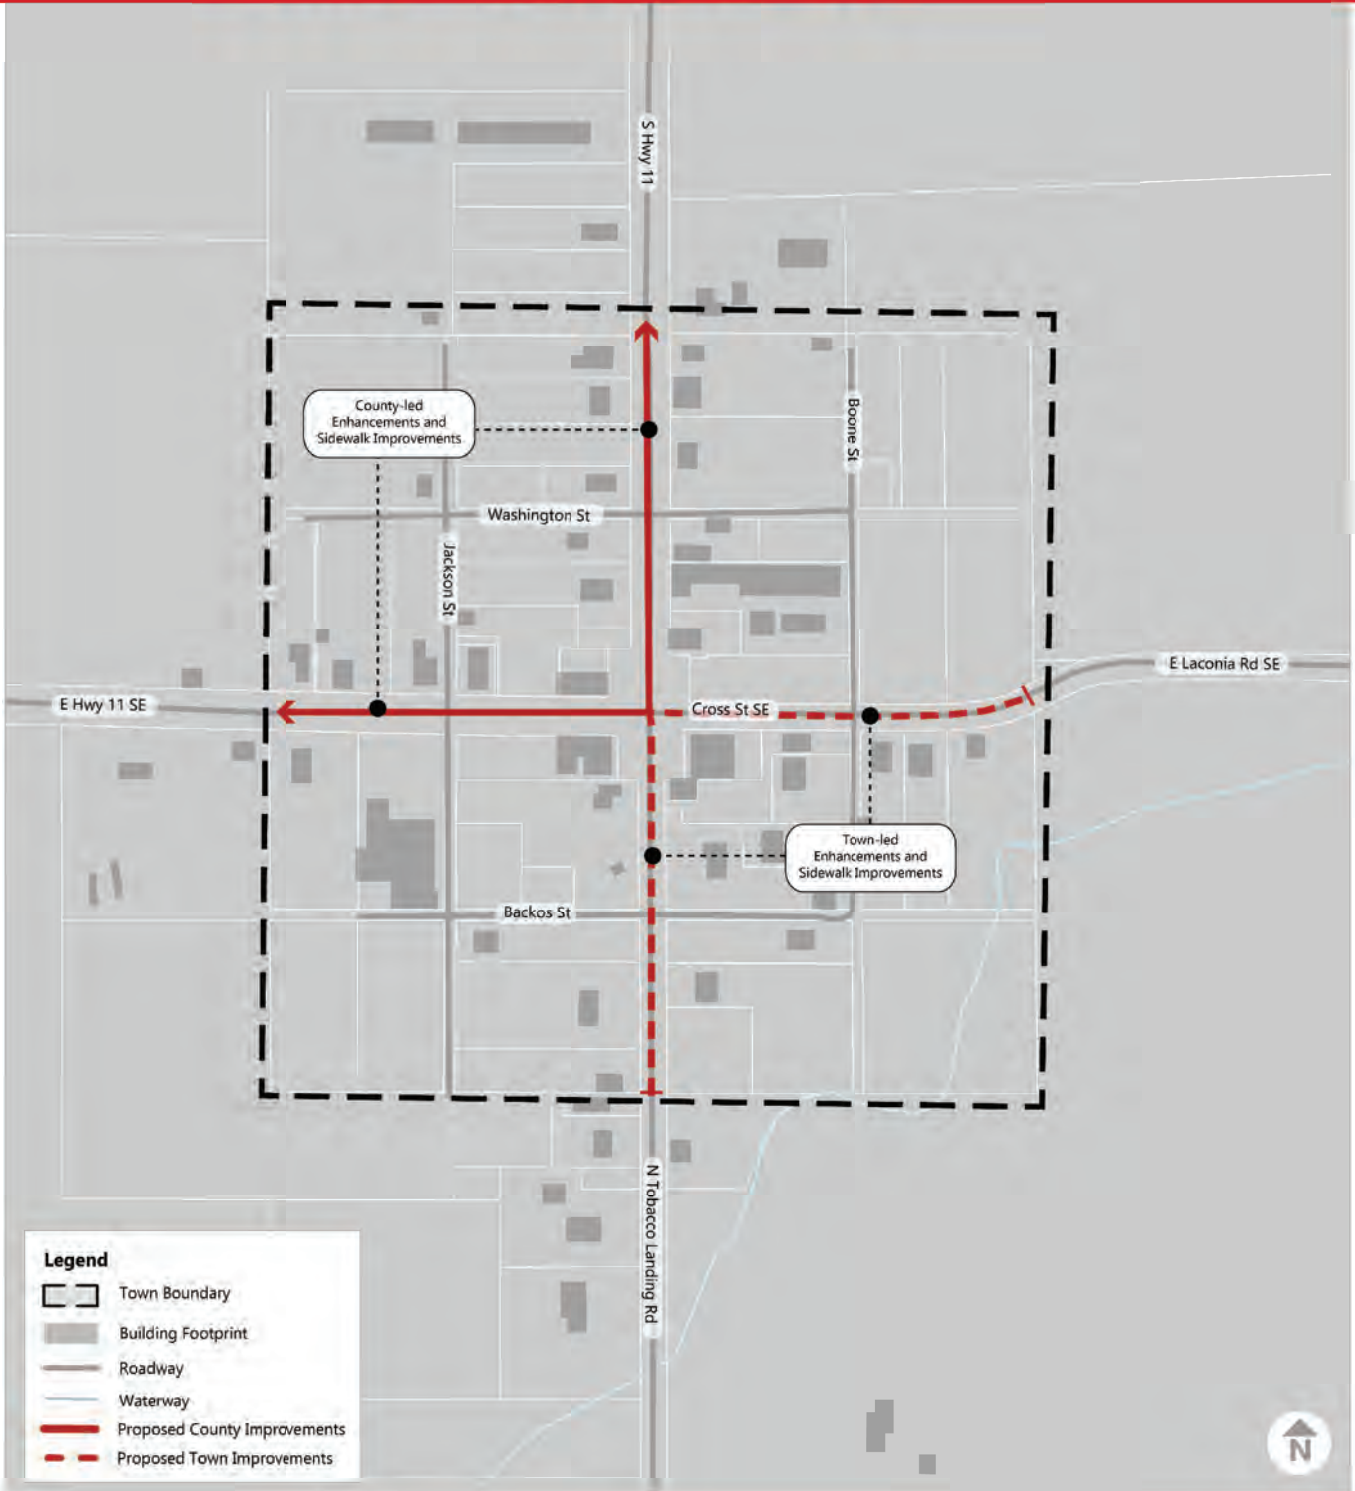 S Hwy 11
County-led
Enhancements and
Sidewalk Improvements
Boone St
Washington St
Jackson St
E Laconia Rd SE
E Hwy 11 SE
Cross St SE
Town-led
Enhancements and
Sidewalk Improvements
Backos St
N Tobacco Landing Rd
Legend
Town Boundary
Building Footprint
Roadway
Waterway
Proposed County Improvements
Proposed Town Improvements
N